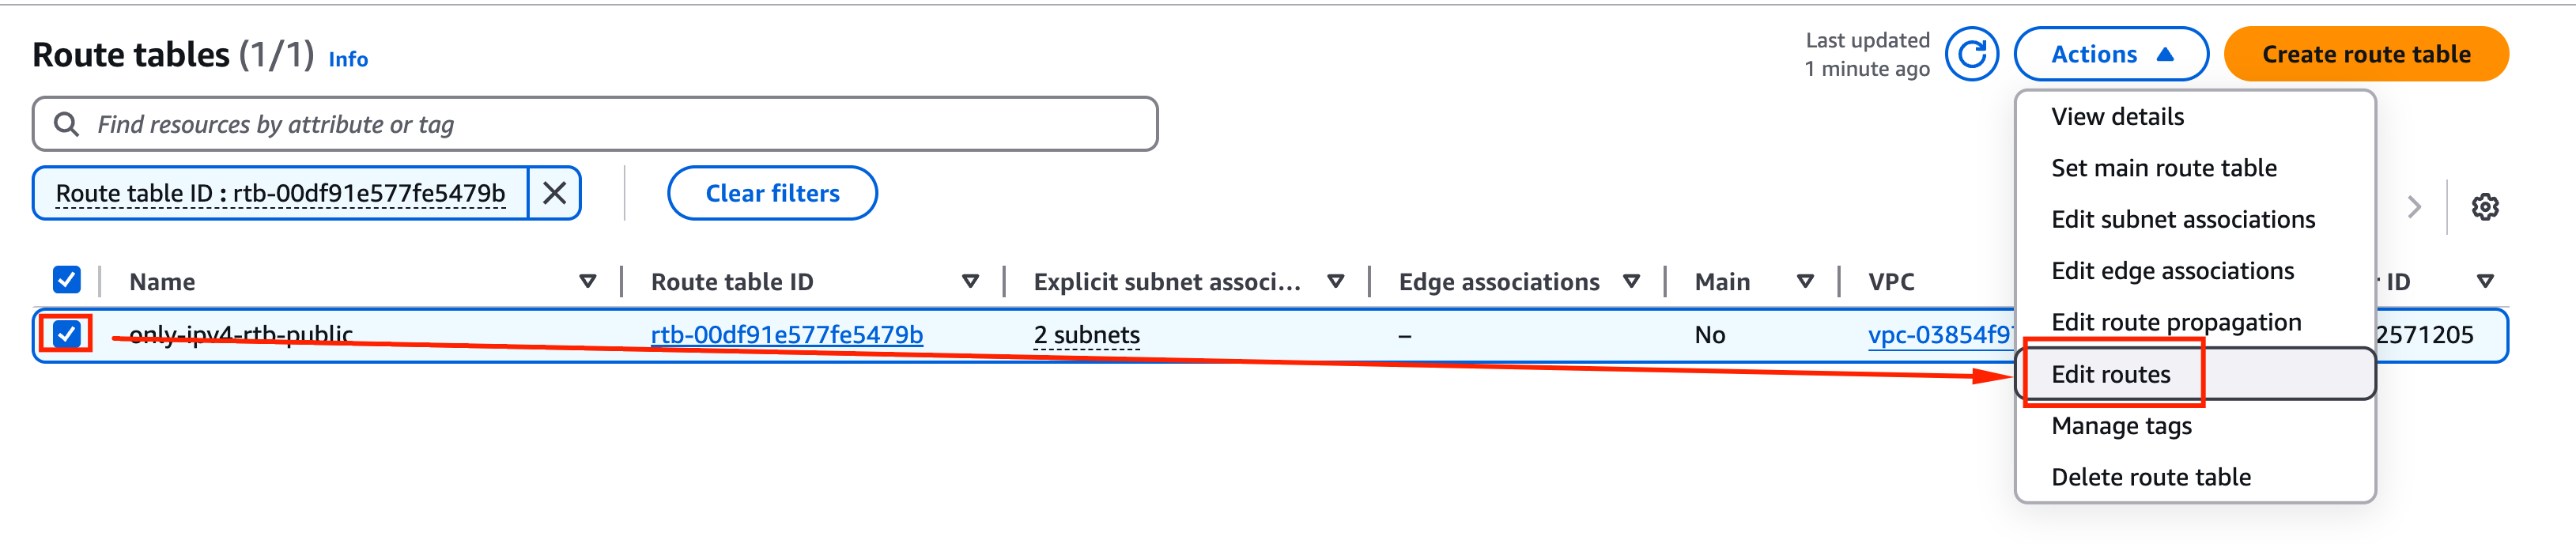 Route tables (1/1) Info
Last updated
1 minute ago
Actions
Create route table
Find resources by attribute or tag
Route table ID : rtb-00df91e577fe5479b
Clear filters
View details
Set main route table
Edit subnet associations
Edit edge associations
Edit route propagation
Edit routes
Manage tags
Delete route table
Name Route table ID Explicit subnet associ... Edge associations Main VPC ID
only-ipv4-rtb-public rtb-00df91e577fe5479b 2 subnets – No vpc-03854f9 2571205